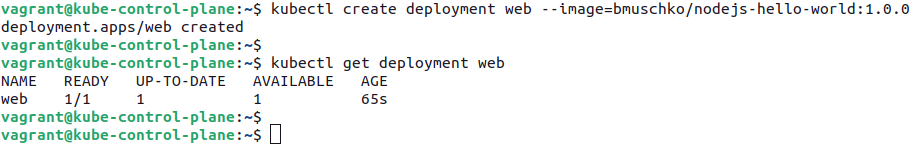 vagrant@kube-control-plane:~$ kubectl create deployment web --image=bmuschko/nodejs-hello-world:1.0.0
deployment.apps/web created
vagrant@kube-control-plane:~$
vagrant@kube-control-plane:~$ kubectl get deployment web
NAME   READY   UP-TO-DATE   AVAILABLE   AGE
web    1/1     1            1           65s
vagrant@kube-control-plane:~$
vagrant@kube-control-plane:~$